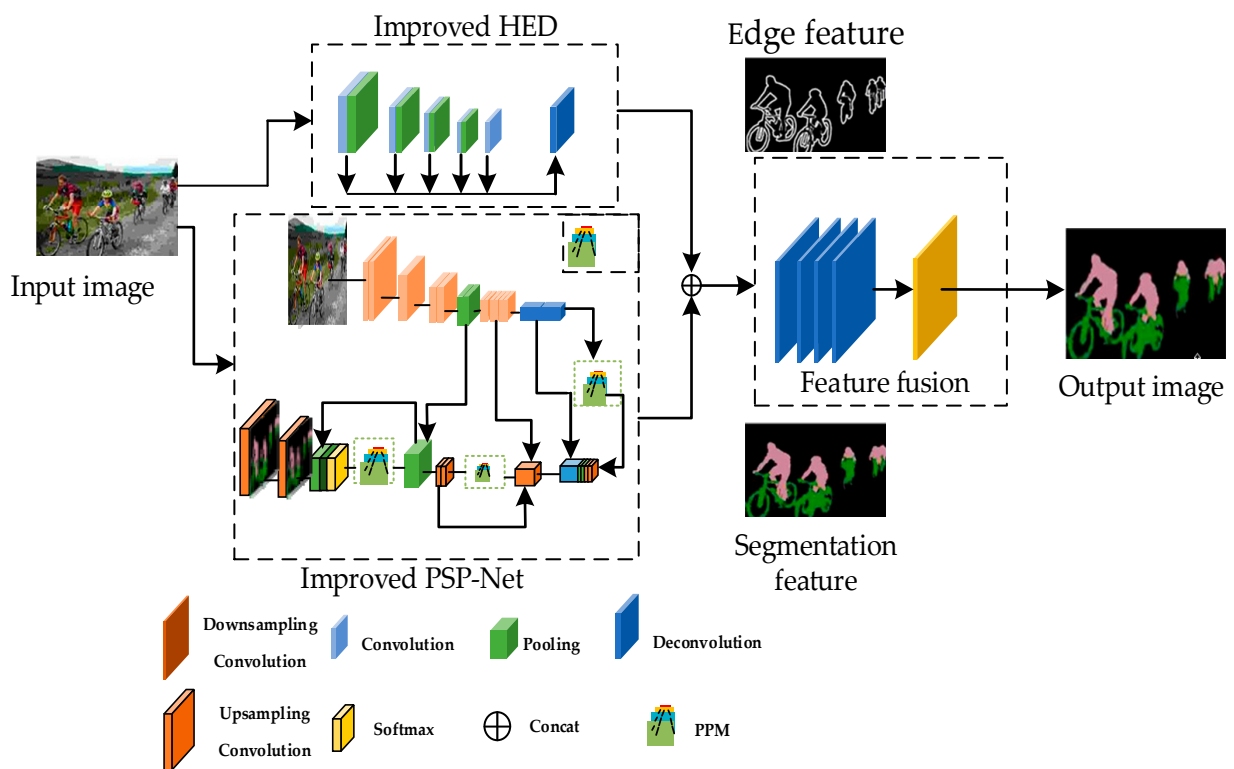 Improved HED
Edge feature
Input image
Feature fusion
Output image
Segmentation
feature
Improved PSP-Net
Downsampling
Convolution
Convolution
Pooling
Deconvolution
Upsampling
Convolution
Softmax
Concat
PPM